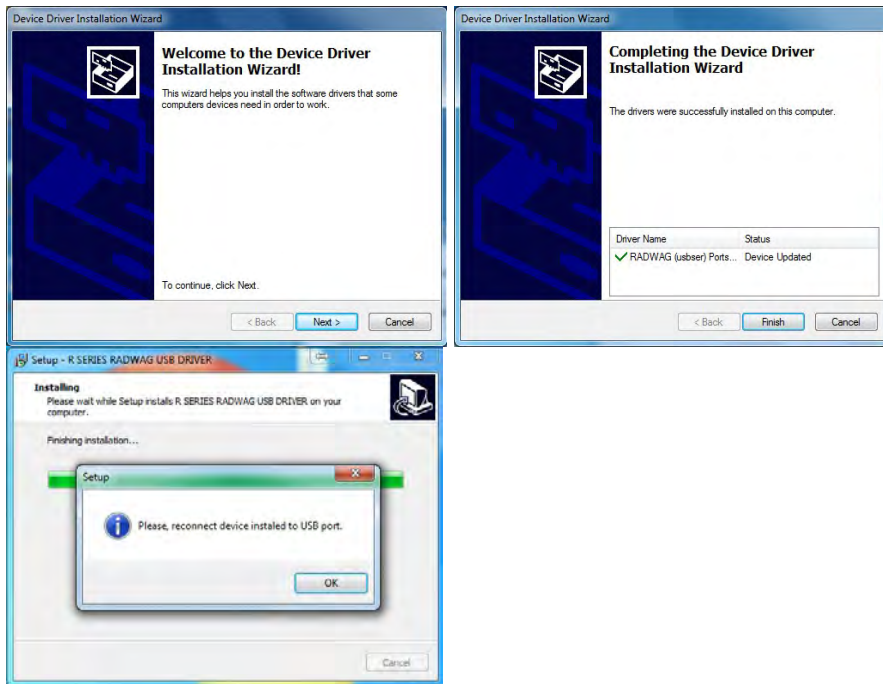 Device Driver Installation Wizard
Welcome to the Device Driver
Installation Wizard!
This wizard helps you install the software drivers that some
computers devices need in order to work.
To continue, click Next.
< Back
Next >
Cancel
Device Driver Installation Wizard
Completing the Device Driver
Installation Wizard
The drivers were successfully installed on this computer.
Driver Name Status
RADWAG (usbser) Ports... Device Updated
< Back
Finish
Cancel
Setup - R SERIES RADWAG USB DRIVER
Installing
Please wait while Setup installs R SERIES RADWAG USB DRIVER on your
computer.
Finishing installation...
Setup
Please, reconnect device instaled to USB port.
OK
Cancel